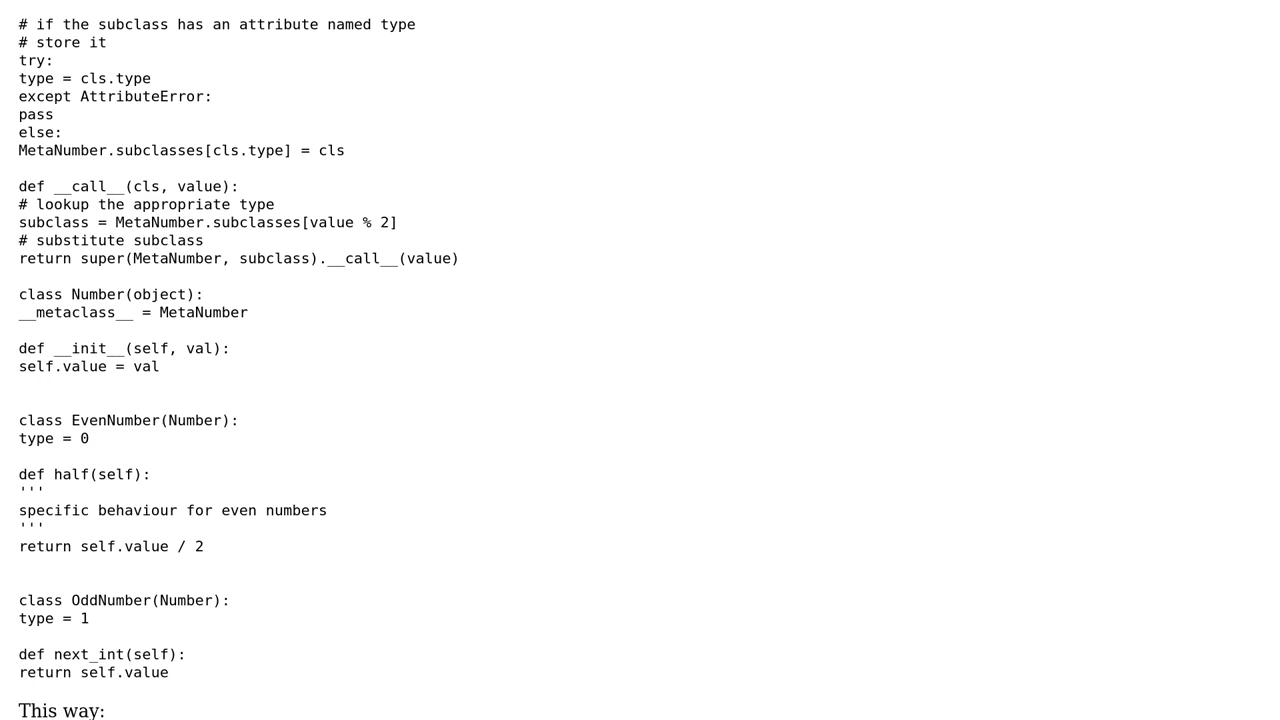 # if the subclass has an attribute named type
# store it
try:
type = cls.type
except AttributeError:
pass
else:
MetaNumber.subclasses[cls.type] = cls

def __call__(cls, value):
# lookup the appropriate type
subclass = MetaNumber.subclasses[value % 2]
# substitute subclass
return super(MetaNumber, subclass).__call__(value)

class Number(object):
__metaclass__ = MetaNumber

def __init__(self, val):
self.value = val

class EvenNumber(Number):
type = 0

def half(self):
'''
specific behaviour for even numbers
'''
return self.value / 2

class OddNumber(Number):
type = 1

def next_int(self):
return self.value

This way: